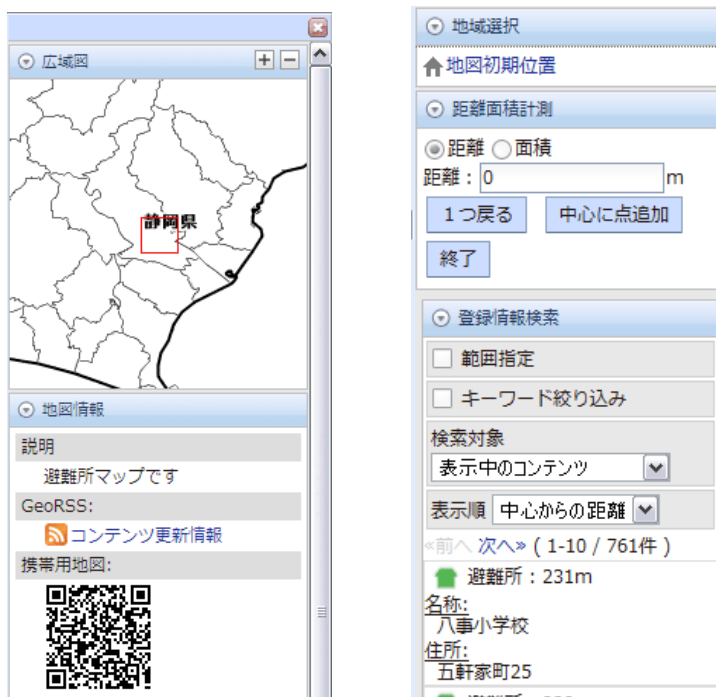 広域図
静岡県
地図情報
説明
避難所マップです
GeoRSS:
コンテンツ更新情報
携帯用地図:
地域選択
地図初期位置
距離面積計測
距離 面積
距離：0 m
１つ戻る 中心に点追加
終了
登録情報検索
範囲指定
キーワード絞り込み
検索対象
表示中のコンテンツ
表示順 中心からの距離
«前へ 次へ» ( 1-10 / 761件 )
避難所：231m
名称:
八事小学校
住所:
五軒家町25